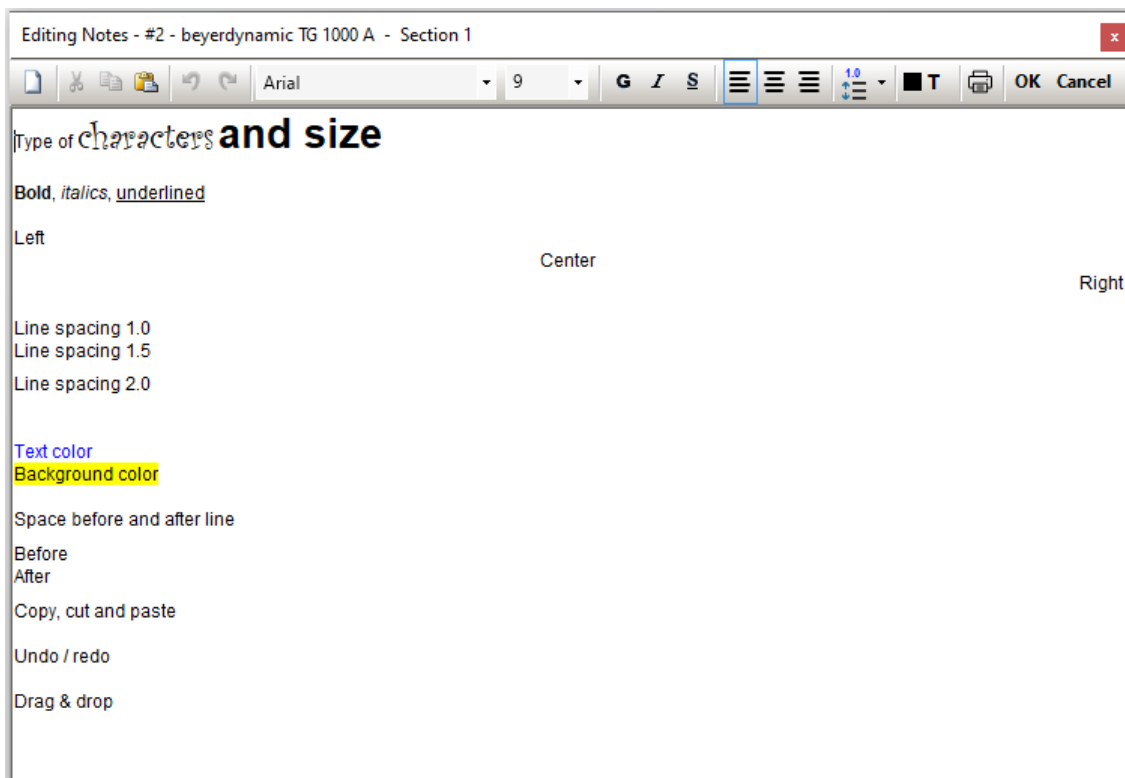 Editing Notes - #2 - beyerdynamic TG 1000 A - Section 1
x
Arial 9 G I S 1.0 T OK Cancel
Type of characters and size
Bold, italics, underlined
Left
Center
Right
Line spacing 1.0
Line spacing 1.5
Line spacing 2.0
Text color
Background color
Space before and after line
Before
After
Copy, cut and paste
Undo / redo
Drag & drop